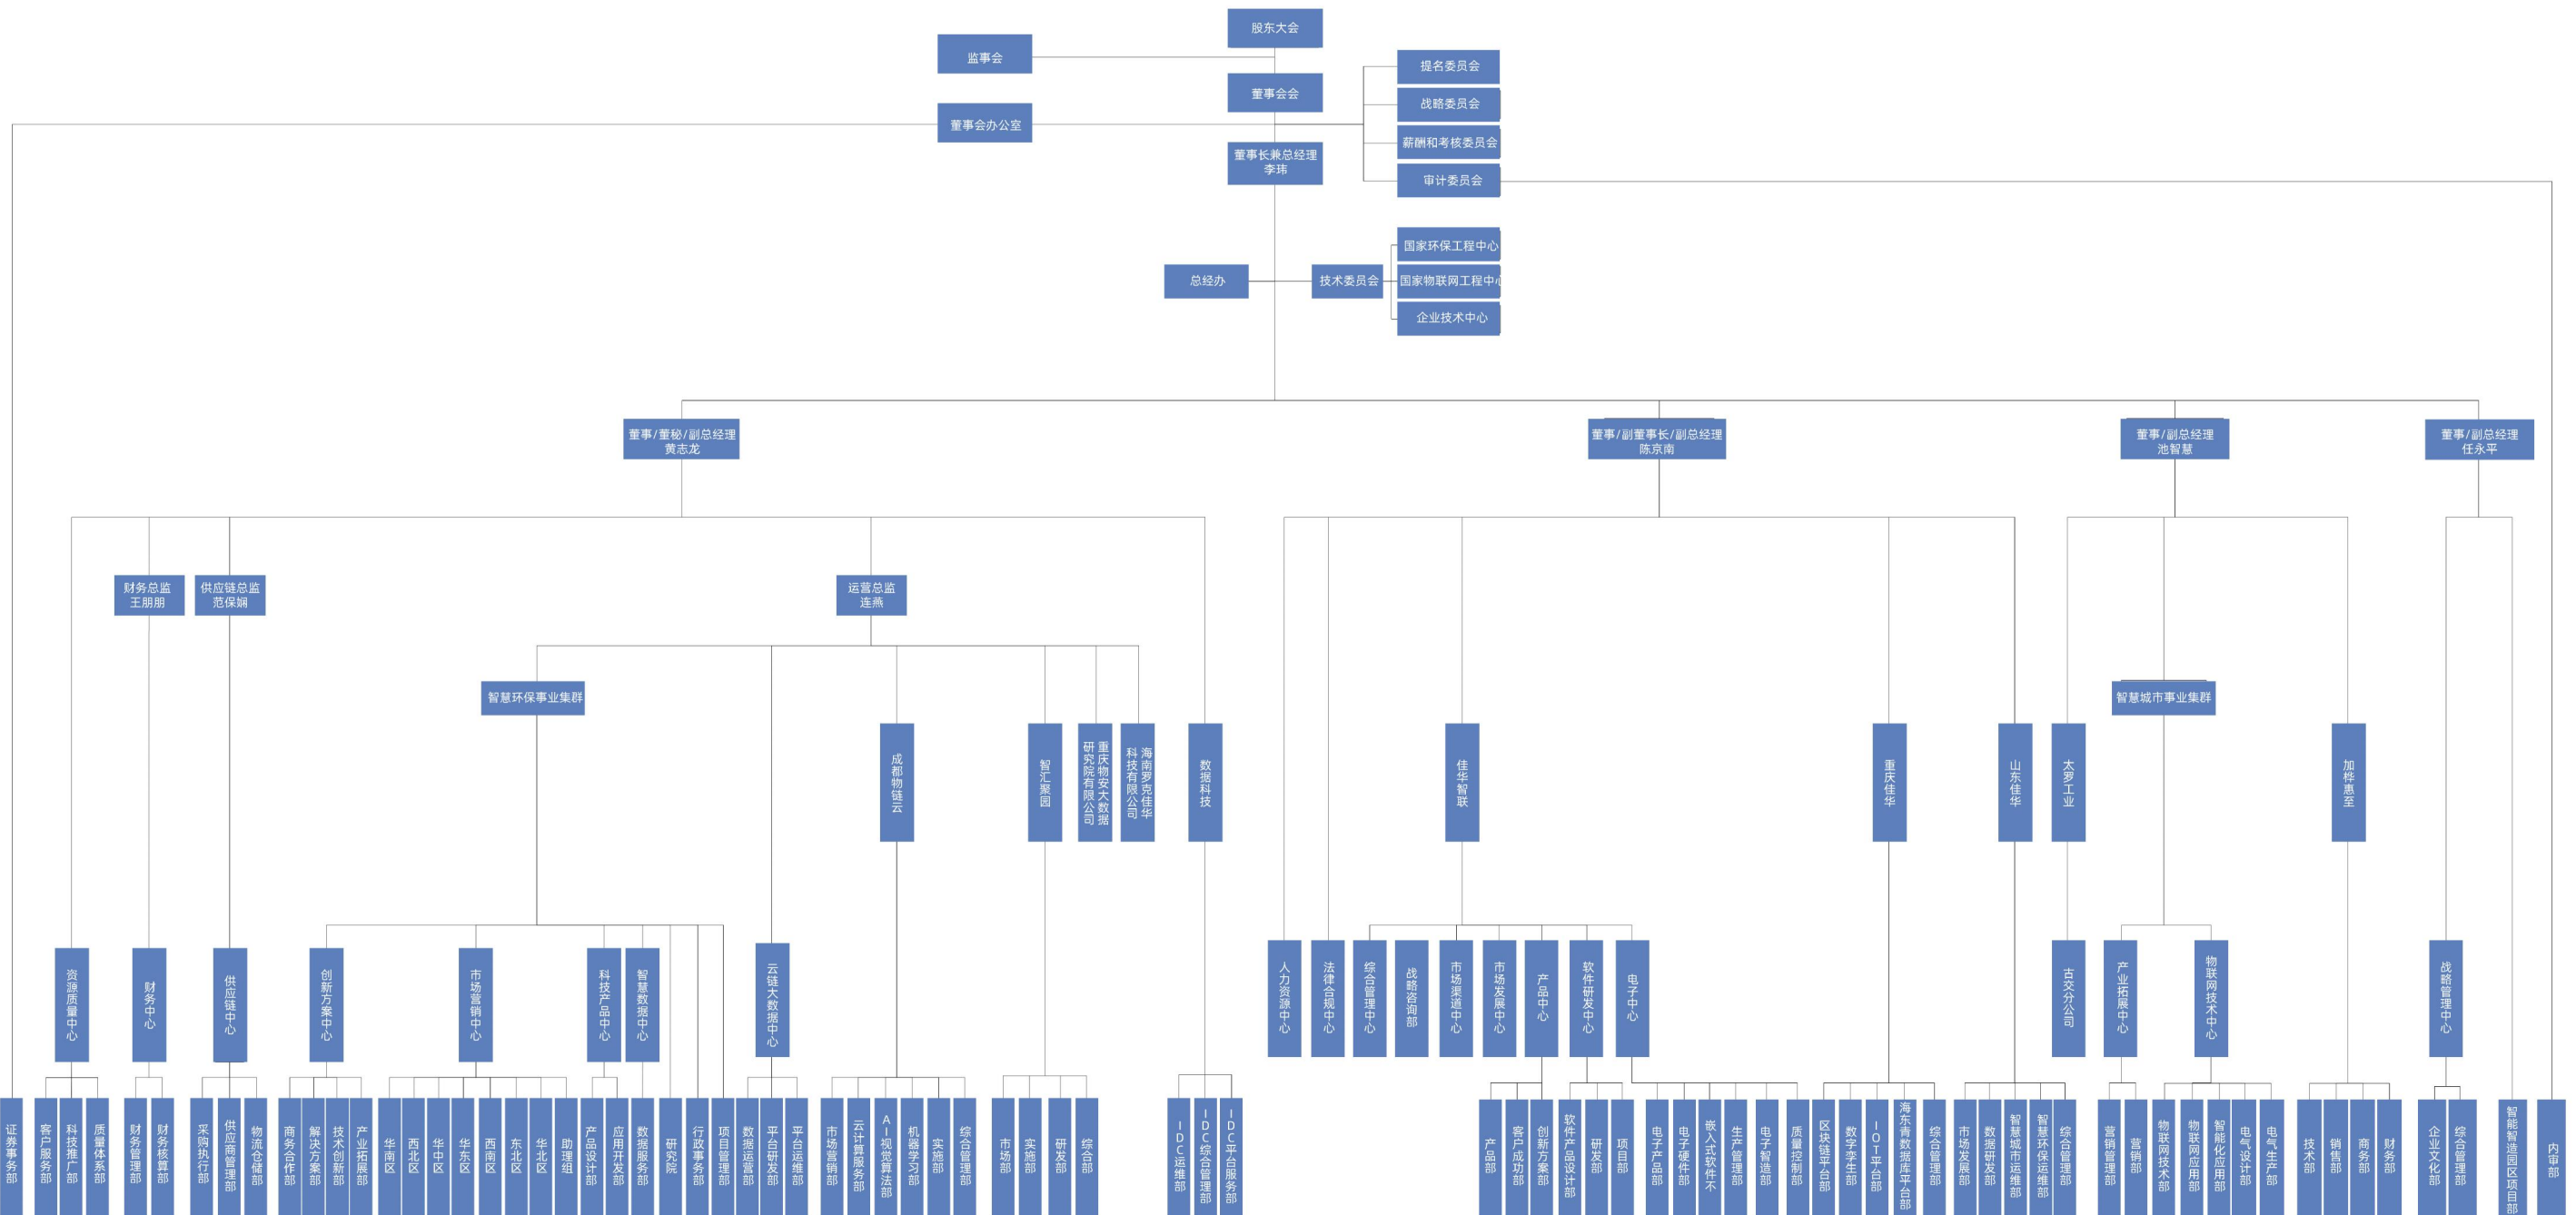 股东大会
监事会
提名委员会
董事会会
战略委员会
董事会办公室
薪酬和考核委员会
董事长兼总经理
李玮
审计委员会
国家环保工程中心
总经办
技术委员会
国家物联网工程中心
企业技术中心
董事/董秘/副总经理
黄志龙
董事/副董事长/副总经理
陈京南
董事/副总经理
池智慧
董事/副总经理
任永平
财务总监
王朋朋
供应链总监
范保娴
运营总监
连燕
智慧环保事业集群
智慧城市事业集群
成都物链云
智汇聚园
重庆物安大数据
研究院有限公司
海南罗克佳华
科技有限公司
数据科技
佳华智联
重庆佳华
山东佳华
太罗工业
加桦惠至
资源质量中心
财务中心
供应链中心
创新方案中心
市场营销中心
科技产品中心
智慧数据中心
云链大数据中心
人力资源中心
法律合规中心
综合管理中心
战略咨询部
市场渠道中心
市场发展中心
产品中心
软件研发中心
电子中心
古交分公司
产业拓展中心
物联网技术中心
战略管理中心
证券事务部
客户服务部
科技推广部
质量体系部
财务管理部
财务核算部
采购执行部
供应商管理部
物流仓储部
商务合作部
解决方案部
技术创新部
产业拓展部
华南区
西北区
华中区
华东区
西南区
东北区
华北区
助理组
产品设计部
应用开发部
数据服务部
研究院
行政事务部
项目管理部
数据运营部
平台研发部
平台运维部
市场营销部
云计算服务部
AI视觉算法部
机器学习部
实施部
综合管理部
市场部
实施部
研发部
综合部
IDC运维部
IDC综合管理部
IDC平台服务部
产品部
客户成功部
创新方案部
软件产品设计部
研发部
项目部
电子产品部
电子硬件部
嵌入式软件不
生产管理部
电子智造部
质量控制部
区块链平台部
数字孪生部
IOT平台部
海东青数据库平台部
综合管理部
市场发展部
数据研发部
智慧城市运维部
智慧环保运维部
综合管理部
营销管理部
营销部
物联网技术部
物联网应用部
智能化应用部
电气设计部
电气生产部
技术部
销售部
商务部
财务部
企业文化部
综合管理部
智能智造园区项目部
内审部